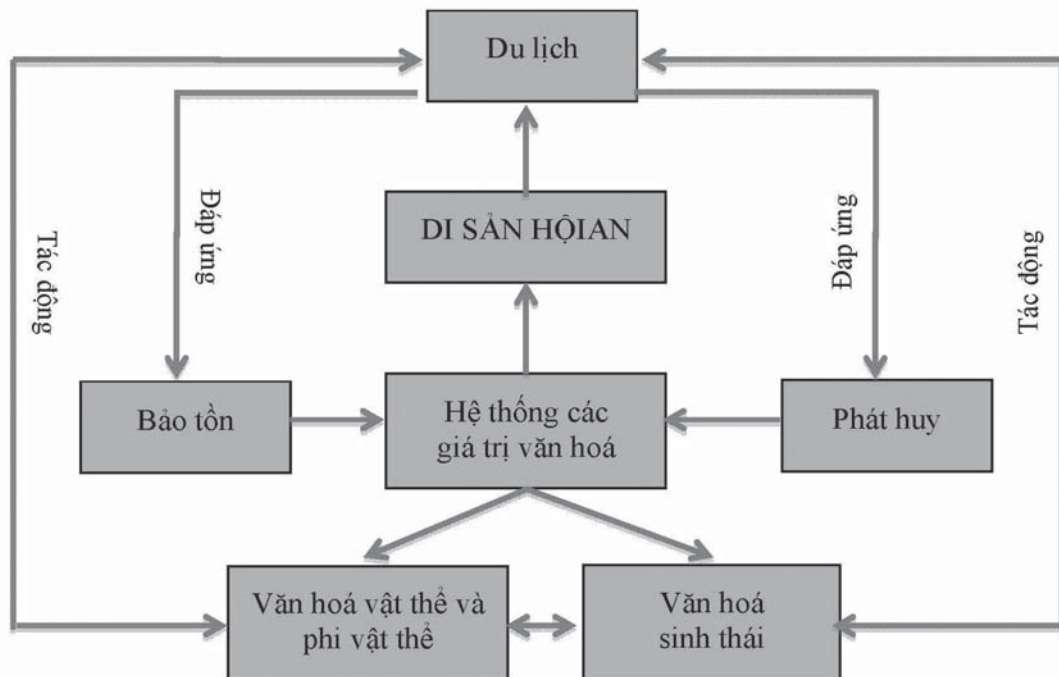 Du lịch
Tác động
Đáp ứng
DI SẢN HỘIAN
Đáp ứng
Tác động
Bảo tồn
Hệ thống các
giá trị văn hoá
Phát huy
Văn hoá vật thể và
phi vật thể
Văn hoá
sinh thái